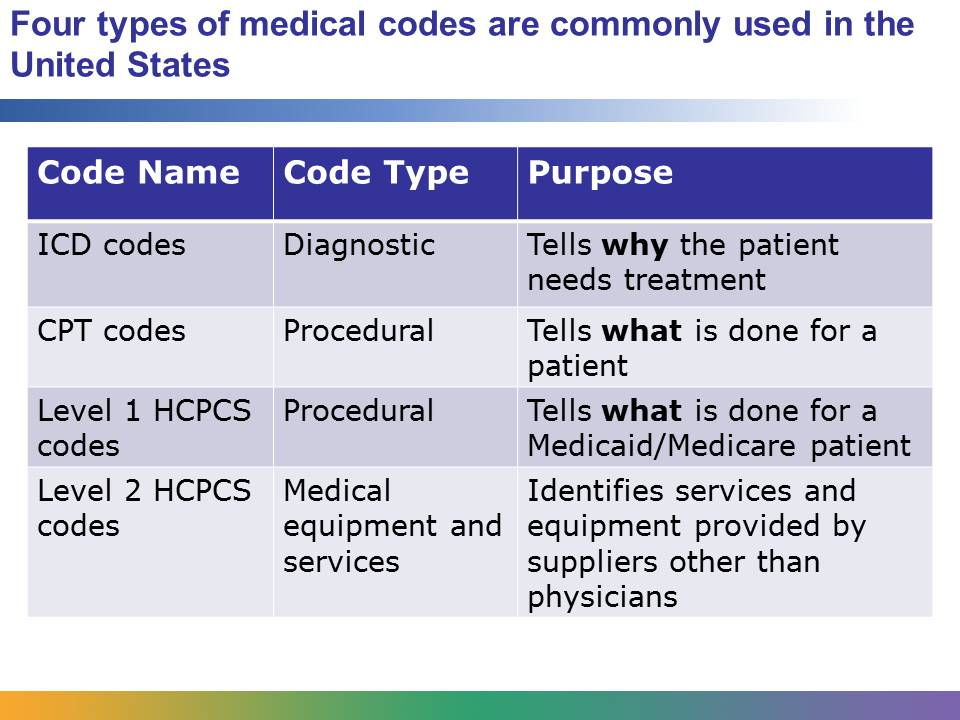 Four types of medical codes are commonly used in the
United States
Code Name
Code Type
Purpose
ICD codes
Diagnostic
Tells why the patient
needs treatment
CPT codes
Procedural
Tells what is done for a
patient
Level 1 HCPCS
codes
Procedural
Tells what is done for a
Medicaid/Medicare patient
Level 2 HCPCS
codes
Medical
equipment and
services
Identifies services and
equipment provided by
suppliers other than
physicians